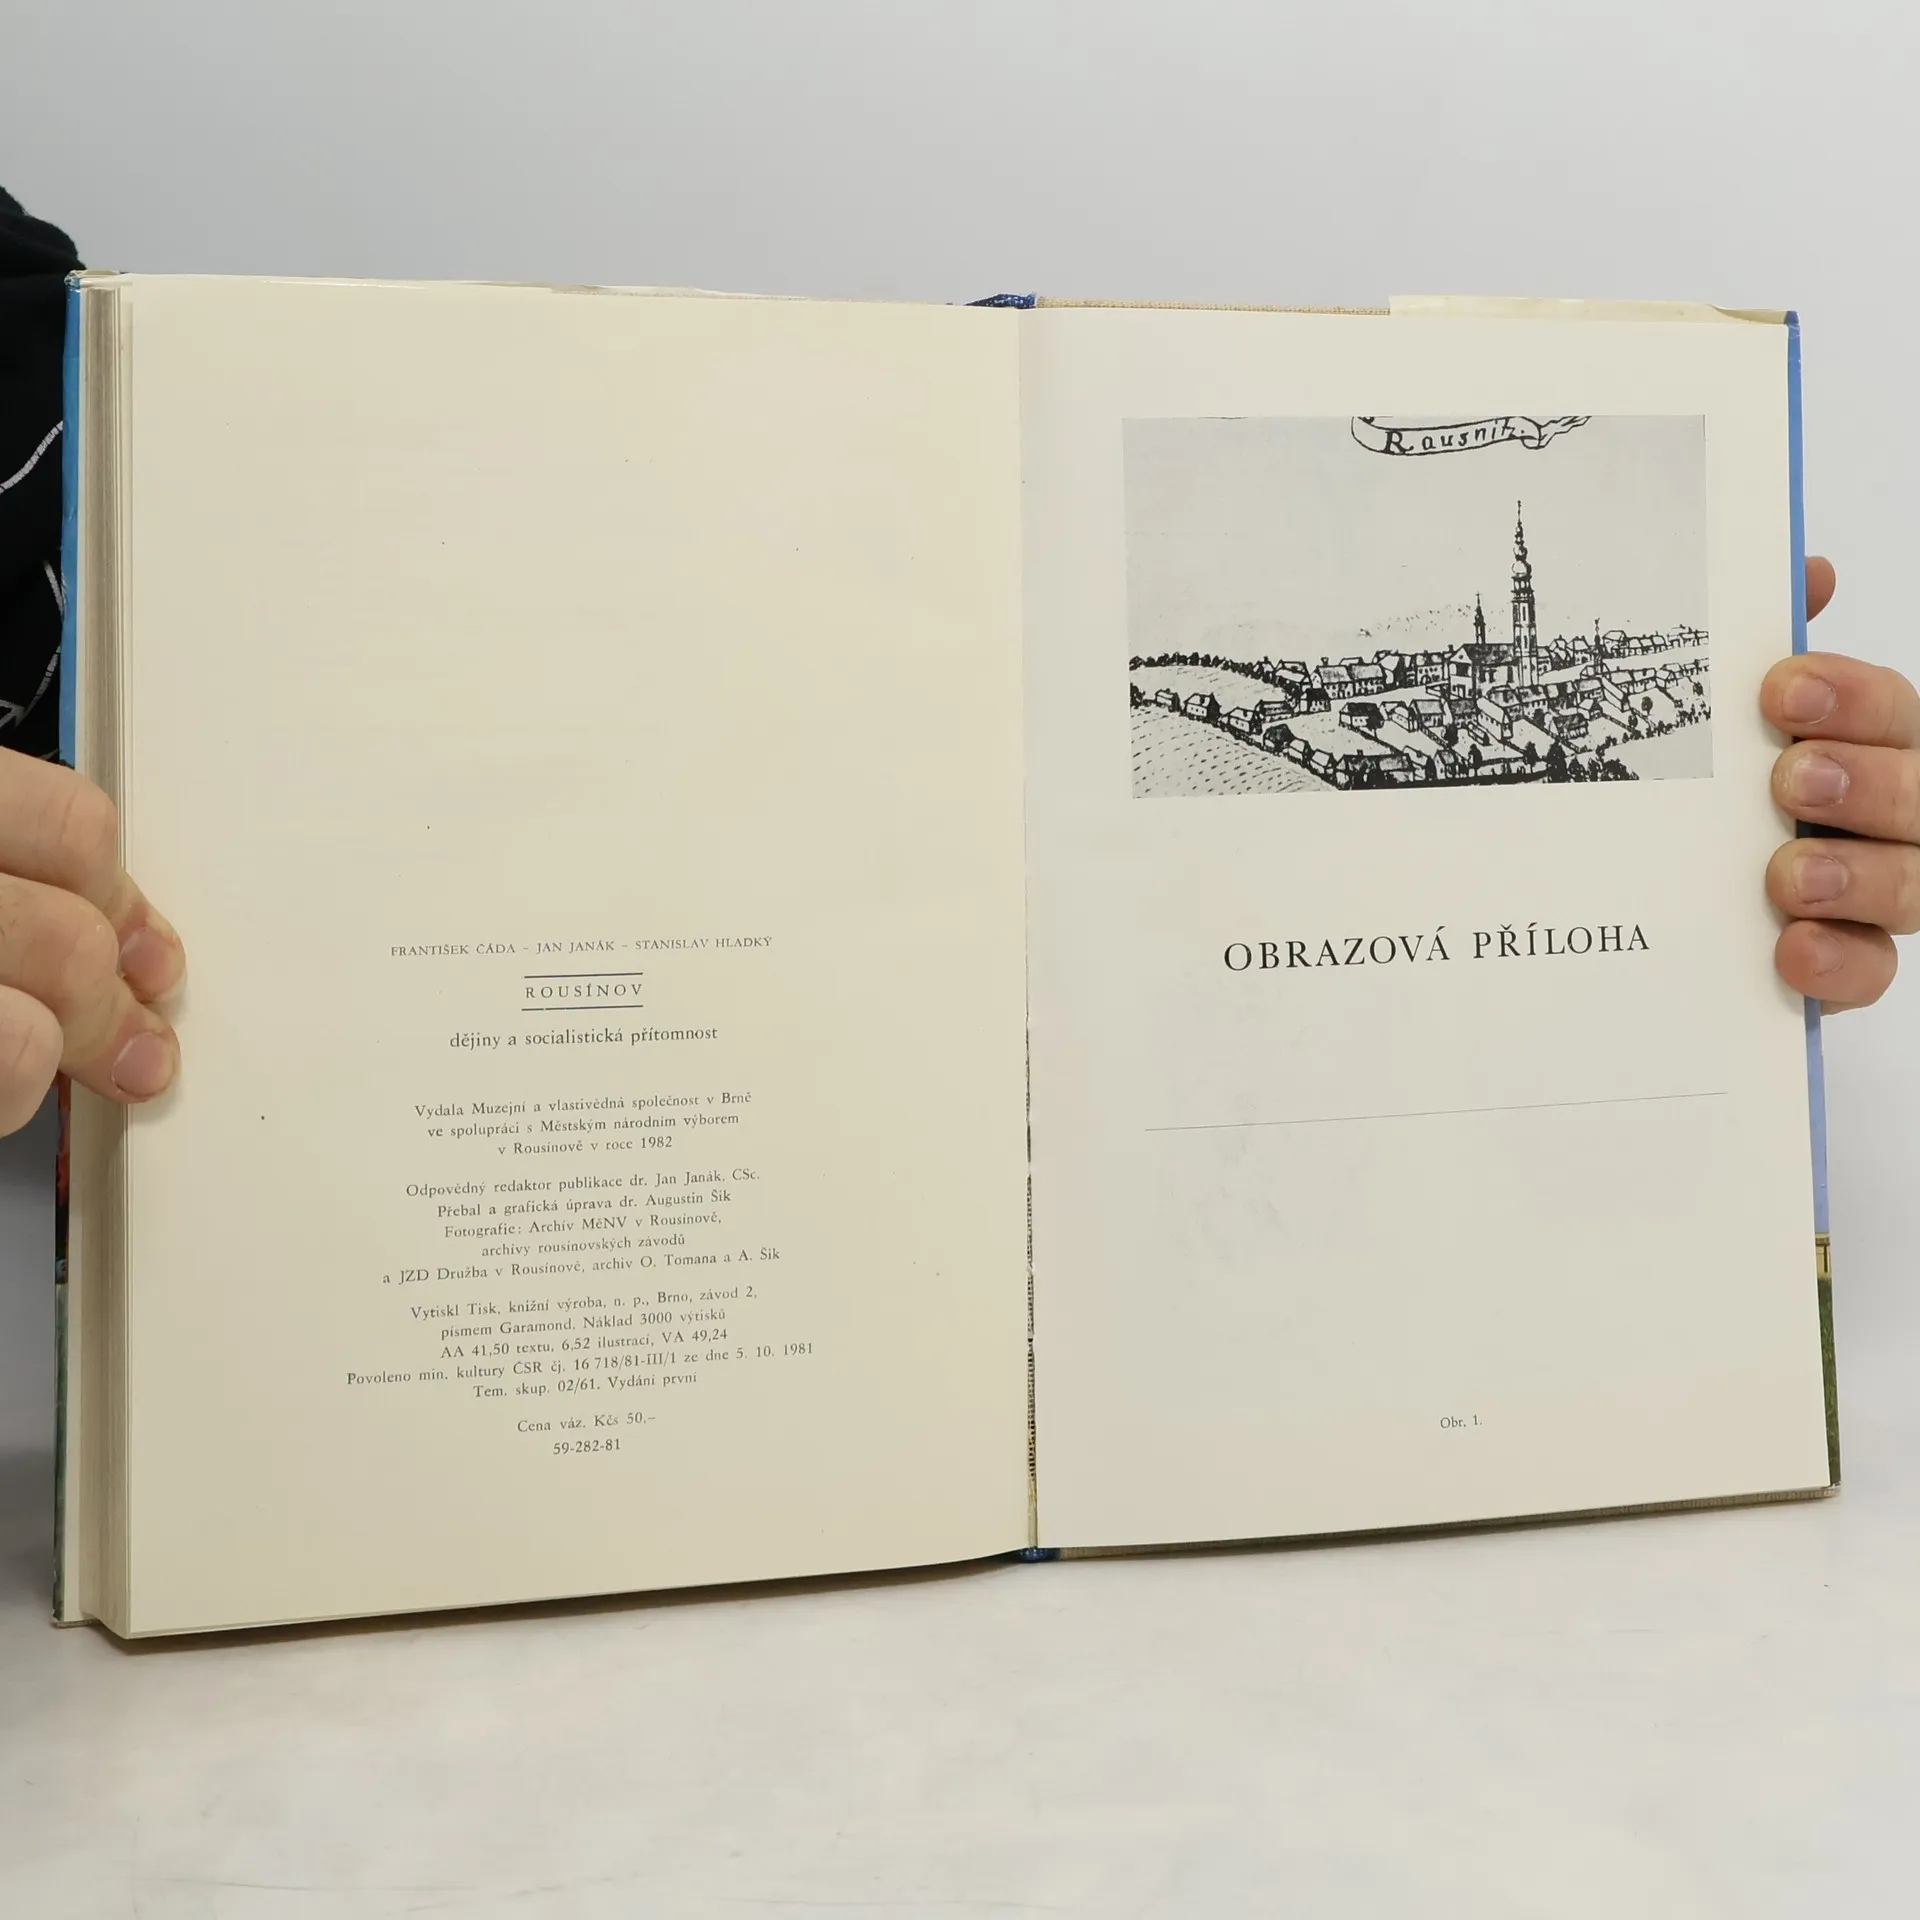 FRANTIŠEK ČÁDA – JAN JANÁK – STANISLAV HLADKÝ
ROUSÍNOV
dějiny a socialistická přítomnost
Vydala Muzejní a vlastivědná společnost v Brně
ve spolupráci s Městským národním výborem
v Rousínově v roce 1982
Odpovědný redaktor publikace dr. Jan Janák, CSc.
Přebal a grafická úprava dr. Augustin Šik
Fotografie: Archív MěNV v Rousínově,
archívy rousínovských závodů
a JZD Družba v Rousínově, archiv O. Tomana a A. Šik
Vytiskl Tisk, knižní výroba, n. p., Brno, závod 2,
písmem Garamond. Náklad 3000 výtisků
AA 41,50 textu, 6,52 ilustrací, VA 49,24
Povoleno min. kultury ČSR čj. 16 718/81-III/1 ze dne 5. 10. 1981
Tem. skup. 02/61. Vydání první
Cena váz. Kčs 50,–
59-282-81
Rausnitz.
OBRAZOVÁ PŘÍLOHA
Obr. 1.